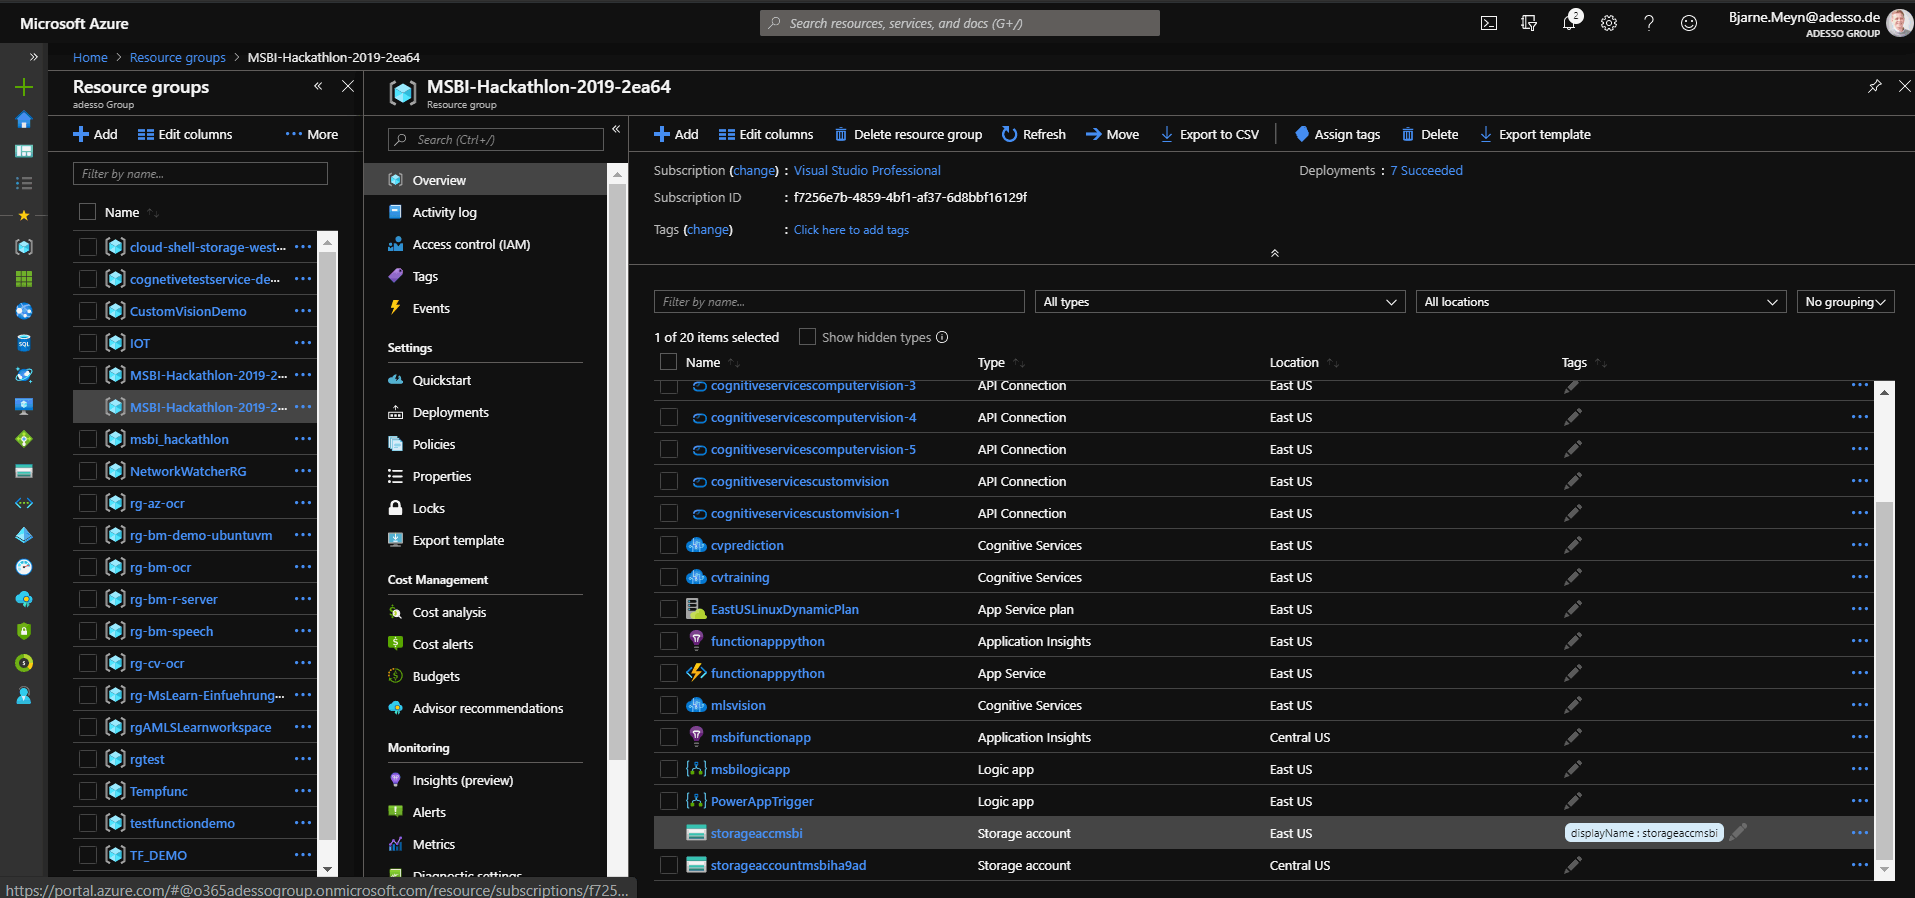 Microsoft Azure
Search resources, services, and docs (G+/)
2
Bjarne.Meyn@adesso.de
ADESSO GROUP
Home > Resource groups > MSBI-Hackathlon-2019-2ea64
Resource groups
adesso Group
Add
Edit columns
More
Filter by name...
Name
cloud-shell-storage-west...
cognetivetestservice-de...
CustomVisionDemo
IOT
MSBI-Hackathlon-2019-2...
MSBI-Hackathlon-2019-2...
msbi_hackathlon
NetworkWatcherRG
rg-az-ocr
rg-bm-demo-ubuntuvm
rg-bm-ocr
rg-bm-r-server
rg-bm-speech
rg-cv-ocr
rg-MsLearn-Einfuehrung...
rgAMLSLearnworkspace
rgtest
Tempfunc
testfunctiondemo
TF_DEMO
MSBI-Hackathlon-2019-2ea64
Resource group
Search (Ctrl+/)
Overview
Activity log
Access control (IAM)
Tags
Events
Settings
Quickstart
Deployments
Policies
Properties
Locks
Export template
Cost Management
Cost analysis
Cost alerts
Budgets
Advisor recommendations
Monitoring
Insights (preview)
Alerts
Metrics
Diagnostic settings
Add
Edit columns
Delete resource group
Refresh
Move
Export to CSV
Assign tags
Delete
Export template
Subscription (change) : Visual Studio Professional
Deployments : 7 Succeeded
Subscription ID : f7256e7b-4859-4bf1-af37-6d8bbf16129f
Tags (change) : Click here to add tags
Filter by name...
All types
All locations
No grouping
1 of 20 items selected
Show hidden types
Name Type Location Tags
cognitiveservicescomputervision-3 API Connection East US
cognitiveservicescomputervision-4 API Connection East US
cognitiveservicescomputervision-5 API Connection East US
cognitiveservicescustomvision API Connection East US
cognitiveservicescustomvision-1 API Connection East US
cvprediction Cognitive Services East US
cvtraining Cognitive Services East US
EastUSLinuxDynamicPlan App Service plan East US
functionapppython Application Insights East US
functionapppython App Service East US
mlsvision Cognitive Services East US
msbifunctionapp Application Insights Central US
msbilogicapp Logic app East US
PowerAppTrigger Logic app East US
storageaccmsbi Storage account East US displayName : storageaccmsbi
storageaccountmsbiha9ad Storage account Central US
https://portal.azure.com/#@o365adessogroup.onmicrosoft.com/resource/subscriptions/f725...